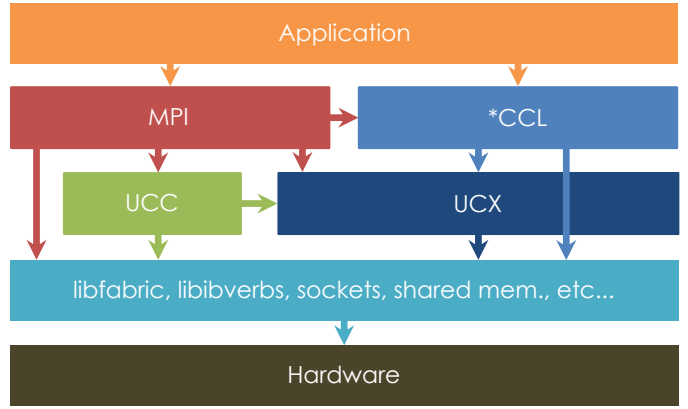 Application
MPI
*CCL
UCC
UCX
libfabric, libibverbs, sockets, shared mem., etc...
Hardware